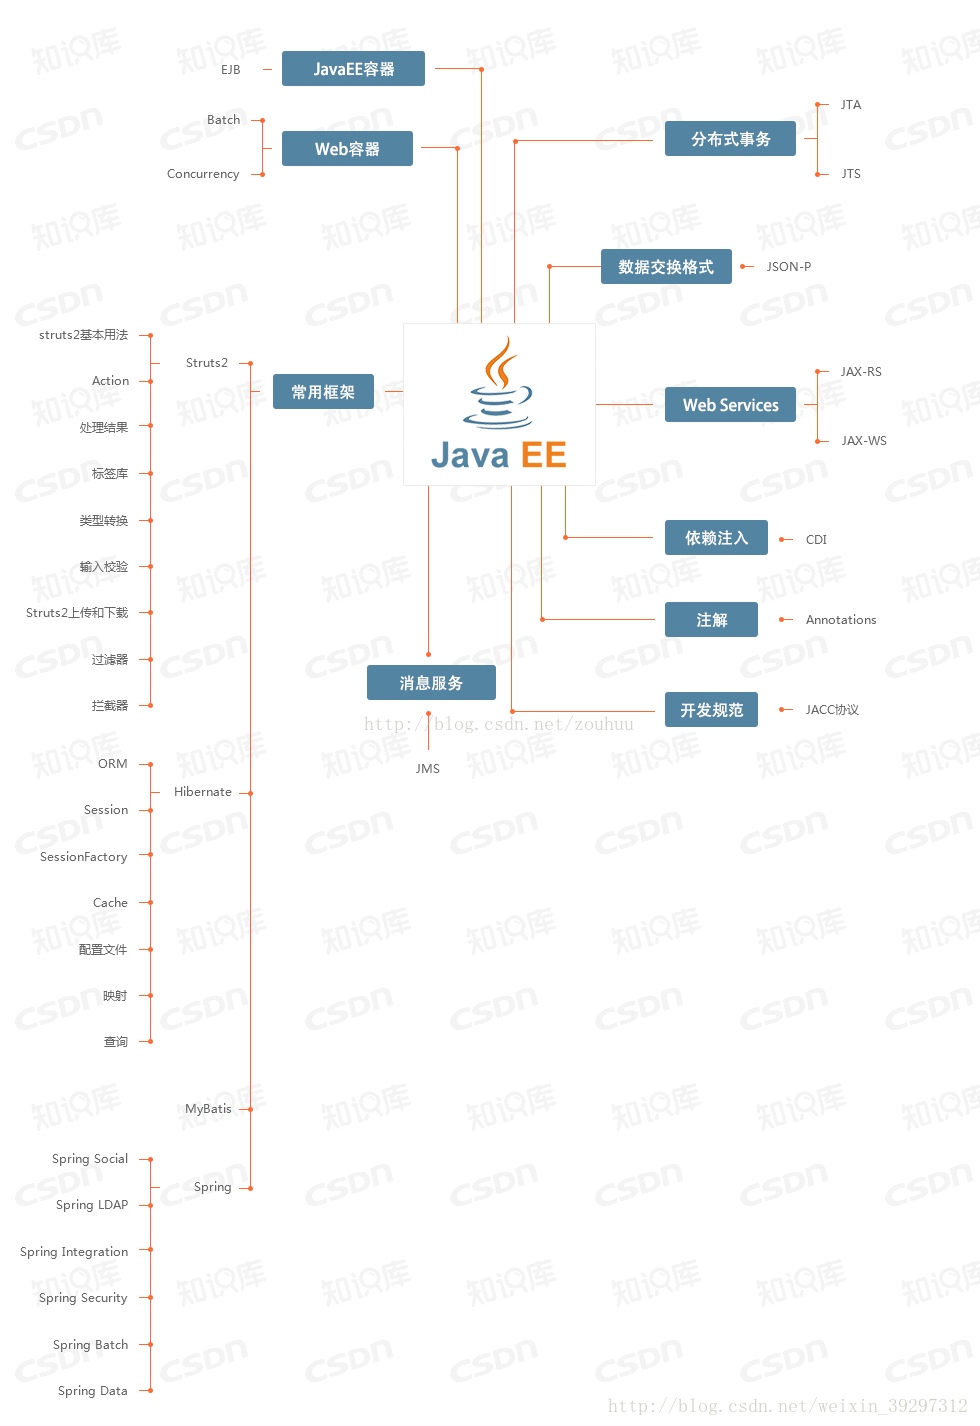 JavaEE容器
EJB
Web容器
Batch
Concurrency
分布式事务
JTA
JTS
数据交换格式
JSON-P
Java EE
常用框架
Struts2
struts2基本用法
Action
处理结果
标签库
类型转换
输入校验
Struts2上传和下载
过滤器
拦截器
Hibernate
ORM
Session
SessionFactory
Cache
配置文件
映射
查询
MyBatis
Spring
Spring Social
Spring LDAP
Spring Integration
Spring Security
Spring Batch
Spring Data
Web Services
JAX-RS
JAX-WS
依赖注入
CDI
注解
Annotations
开发规范
JACC协议
消息服务
JMS
http://blog.csdn.net/zouhuu
http://blog.csdn.net/weixin_39297312
知识库
CSDN